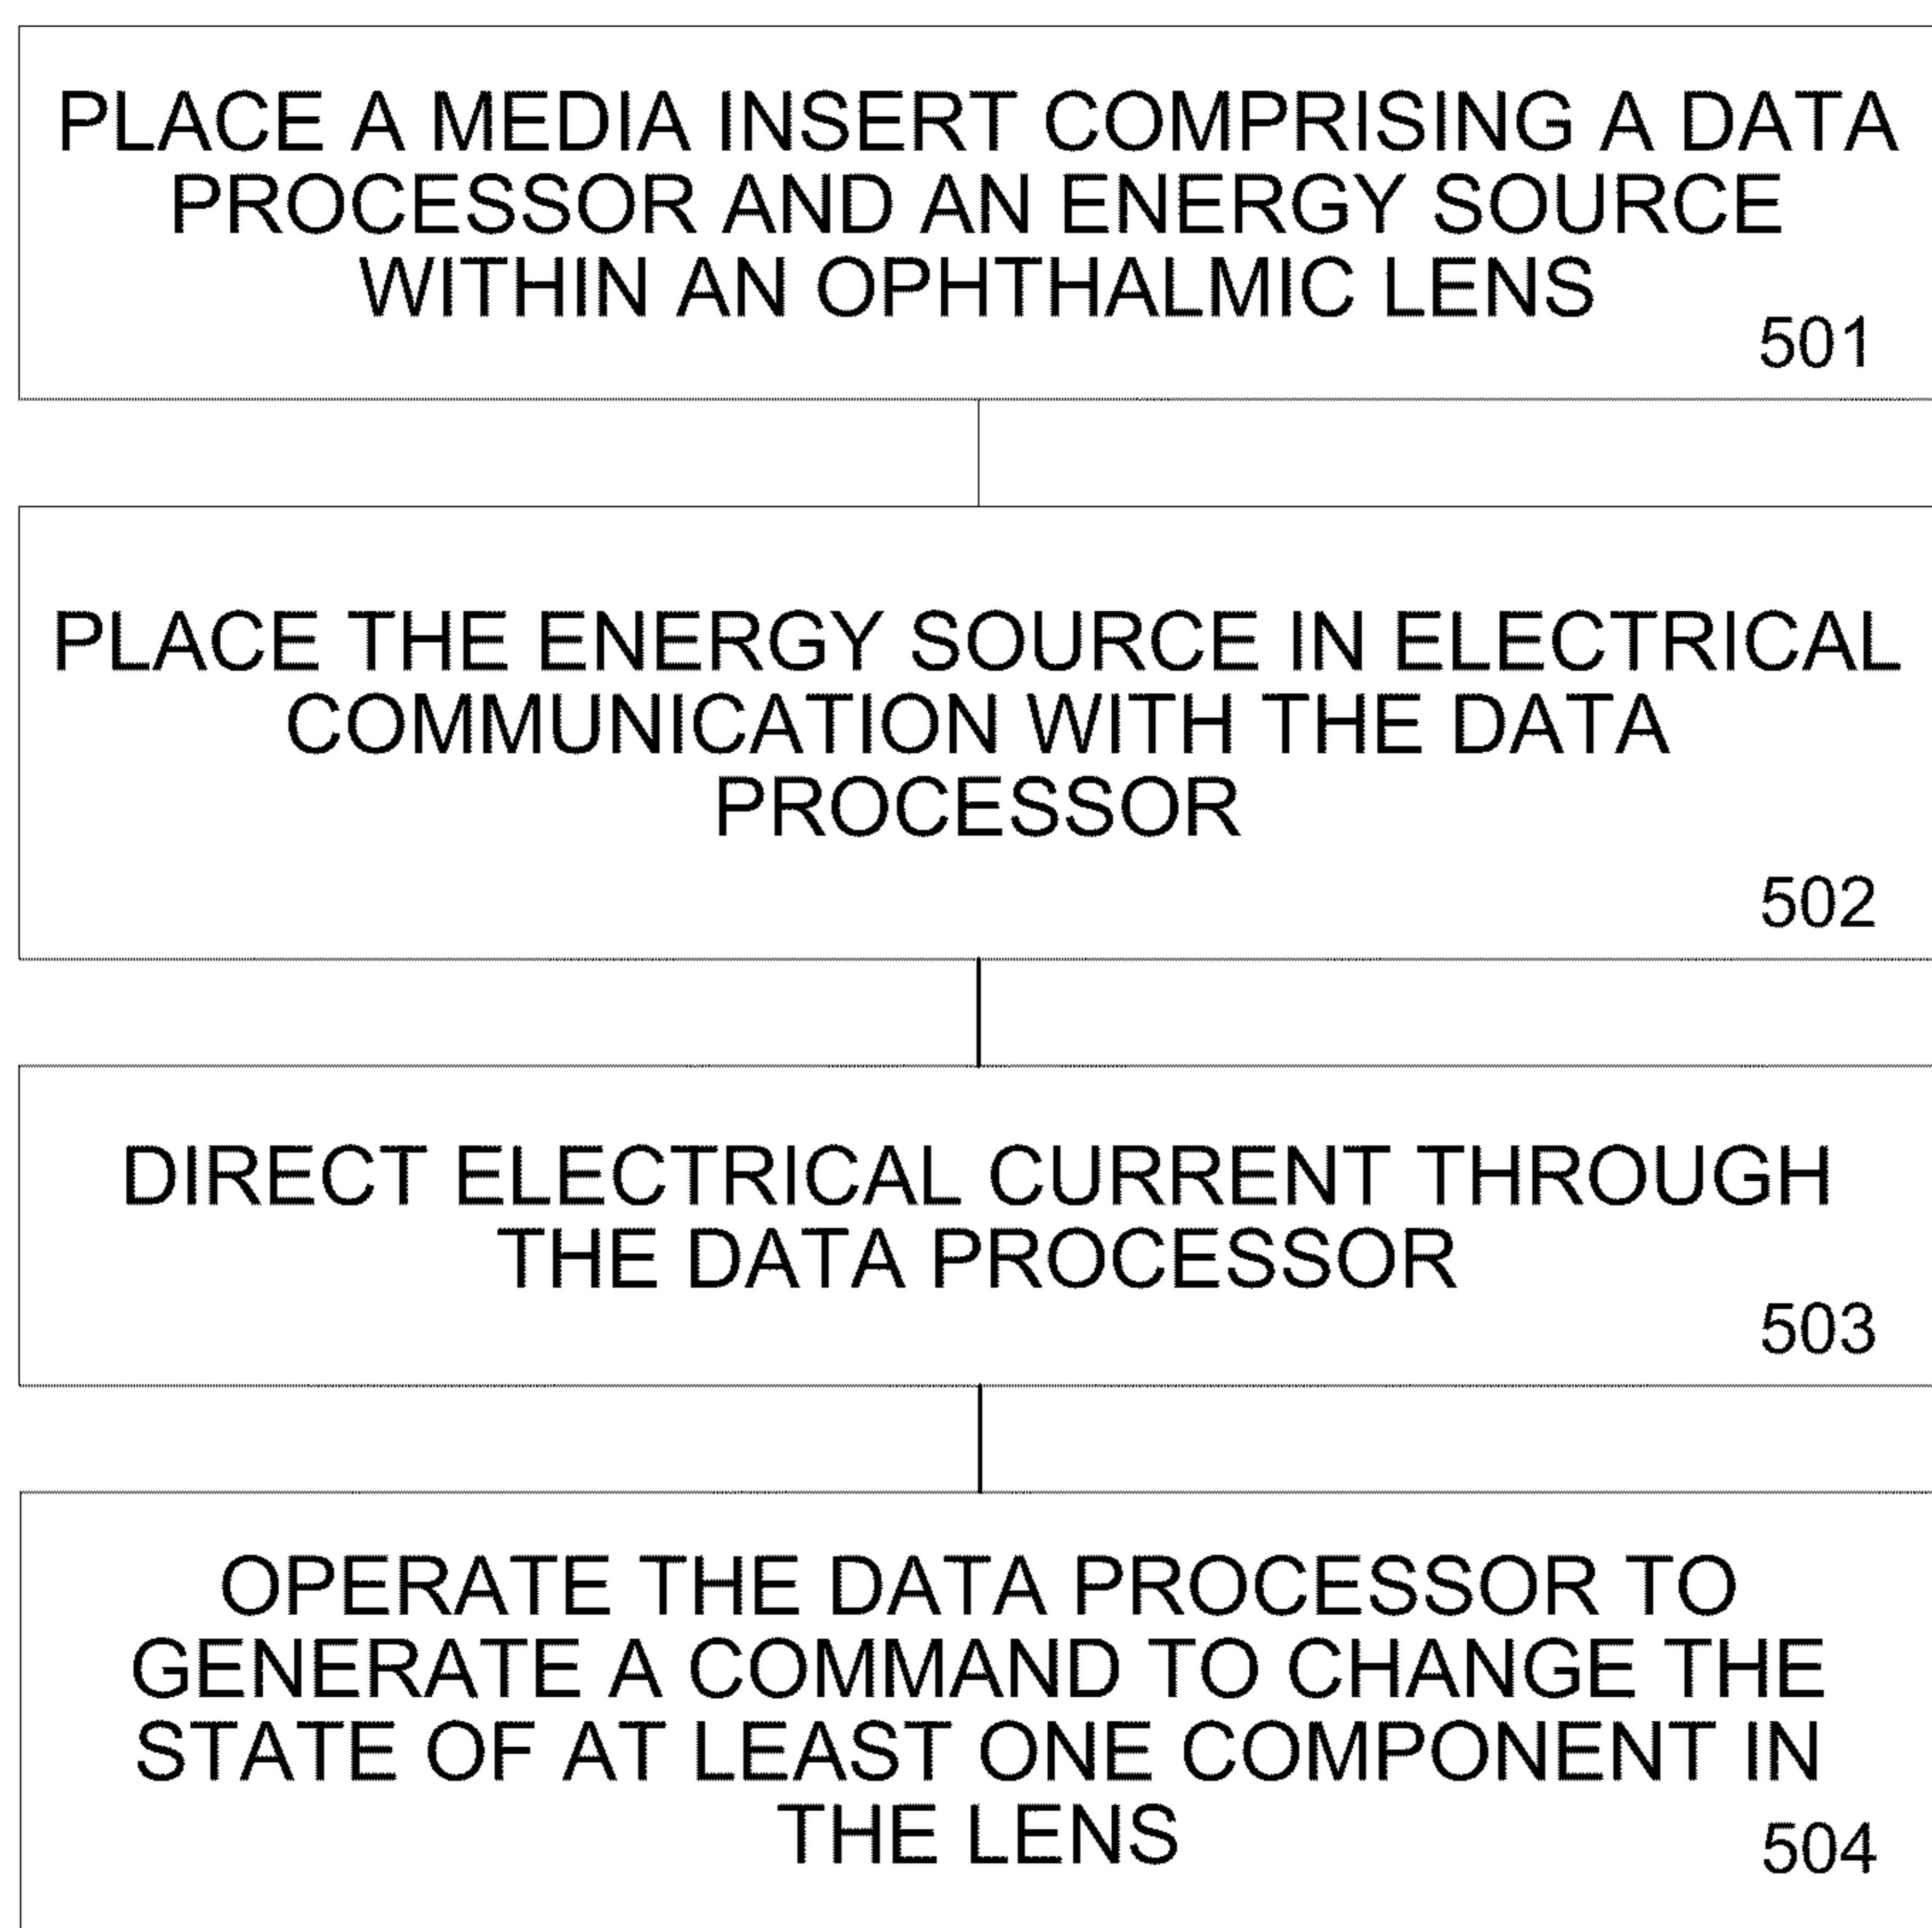 PLACE A MEDIA INSERT COMPRISING A DATA
PROCESSOR AND AN ENERGY SOURCE
WITHIN AN OPHTHALMIC LENS
501
PLACE THE ENERGY SOURCE IN ELECTRICAL
COMMUNICATION WITH THE DATA
PROCESSOR
502
DIRECT ELECTRICAL CURRENT THROUGH
THE DATA PROCESSOR
503
OPERATE THE DATA PROCESSOR TO
GENERATE A COMMAND TO CHANGE THE
STATE OF AT LEAST ONE COMPONENT IN
THE LENS
504